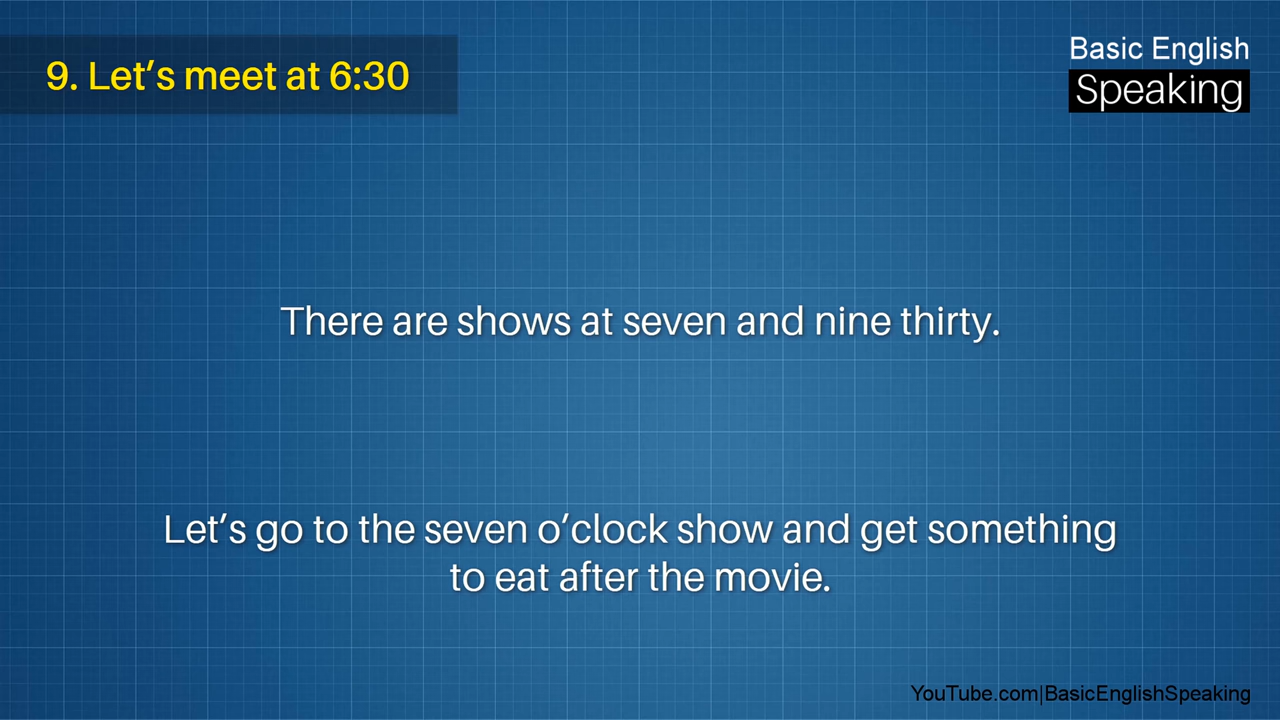 9. Let’s meet at 6:30
Basic English
Speaking
There are shows at seven and nine thirty.
Let’s go to the seven o’clock show and get something
to eat after the movie.
YouTube.com|BasicEnglishSpeaking